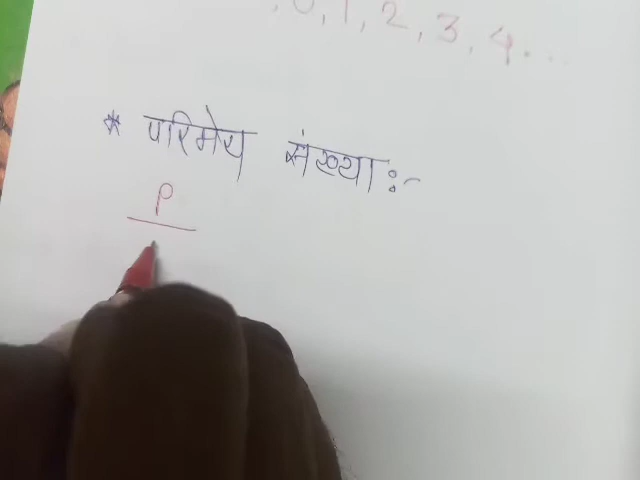 , 0, 1, 2, 3, 4...
* परिमेय संख्या :-
P